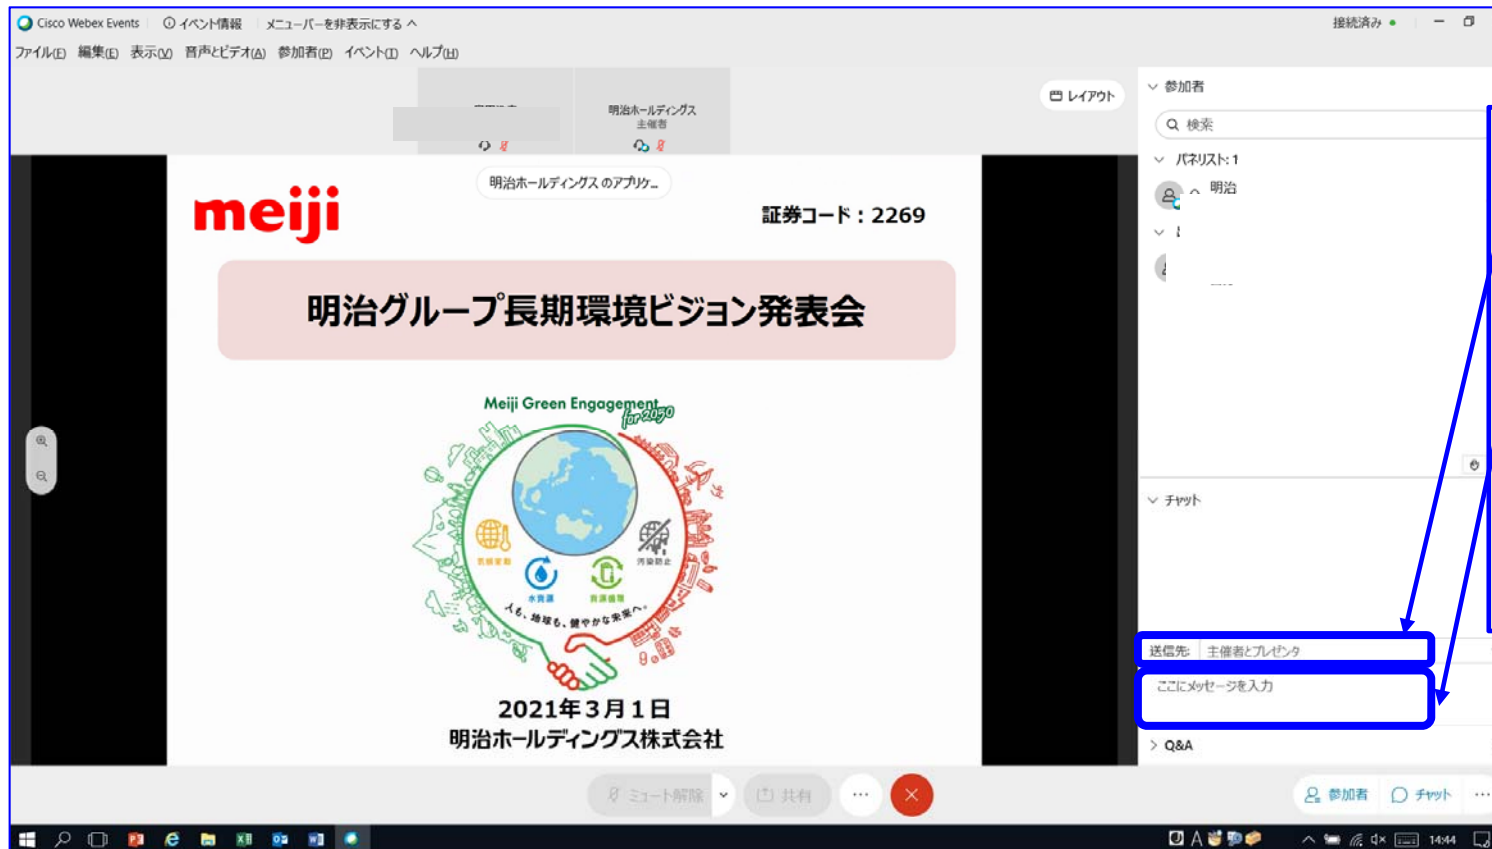 Cisco Webex Events イベント情報 メニューバーを非表示にする 接続済み
ファイル(F) 編集(E) 表示(V) 音声とビデオ(A) 参加者(P) イベント(T) ヘルプ(H)
明治ホールディングス
主催者
レイアウト
参加者
検索
パネリスト: 1
明治
明治ホールディングス のアプリケ...
meiji
証券コード：2269
明治グループ長期環境ビジョン発表会
Meiji Green Engagement
for 2050
気候変動
汚染防止
水資源
資源循環
人も、地球も、健やかな未来へ。
2021年３月１日
明治ホールディングス株式会社
チャット
送信先: 主催者とプレゼンタ
ここにメッセージを入力
Q&A
ミュート解除 共有 ...
参加者 チャット ...
A 14:44